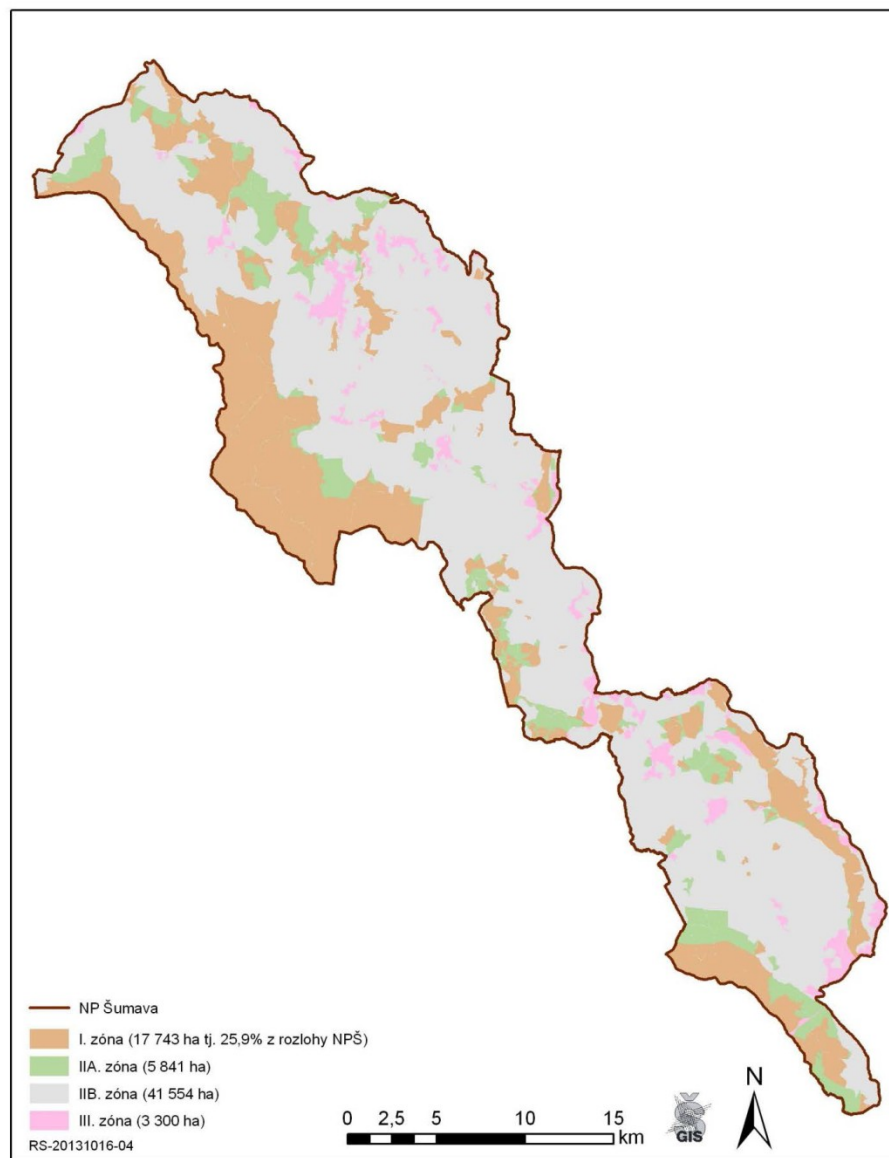 NP Šumava
I. zóna (17 743 ha tj. 25,9% z rozlohy NPŠ)
IIA. zóna (5 841 ha)
IIB. zóna (41 554 ha)
III. zóna (3 300 ha)
RS-20131016-04
0 2,5 5 10 15
km
Š
GIS
N